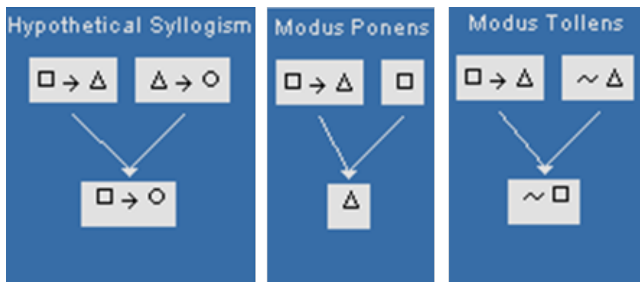 Hypothetical Syllogism
□ → △
△ → ○
□ → ○
Modus Ponens
□ → △
□
△
Modus Tollens
□ → △
~ △
~ □